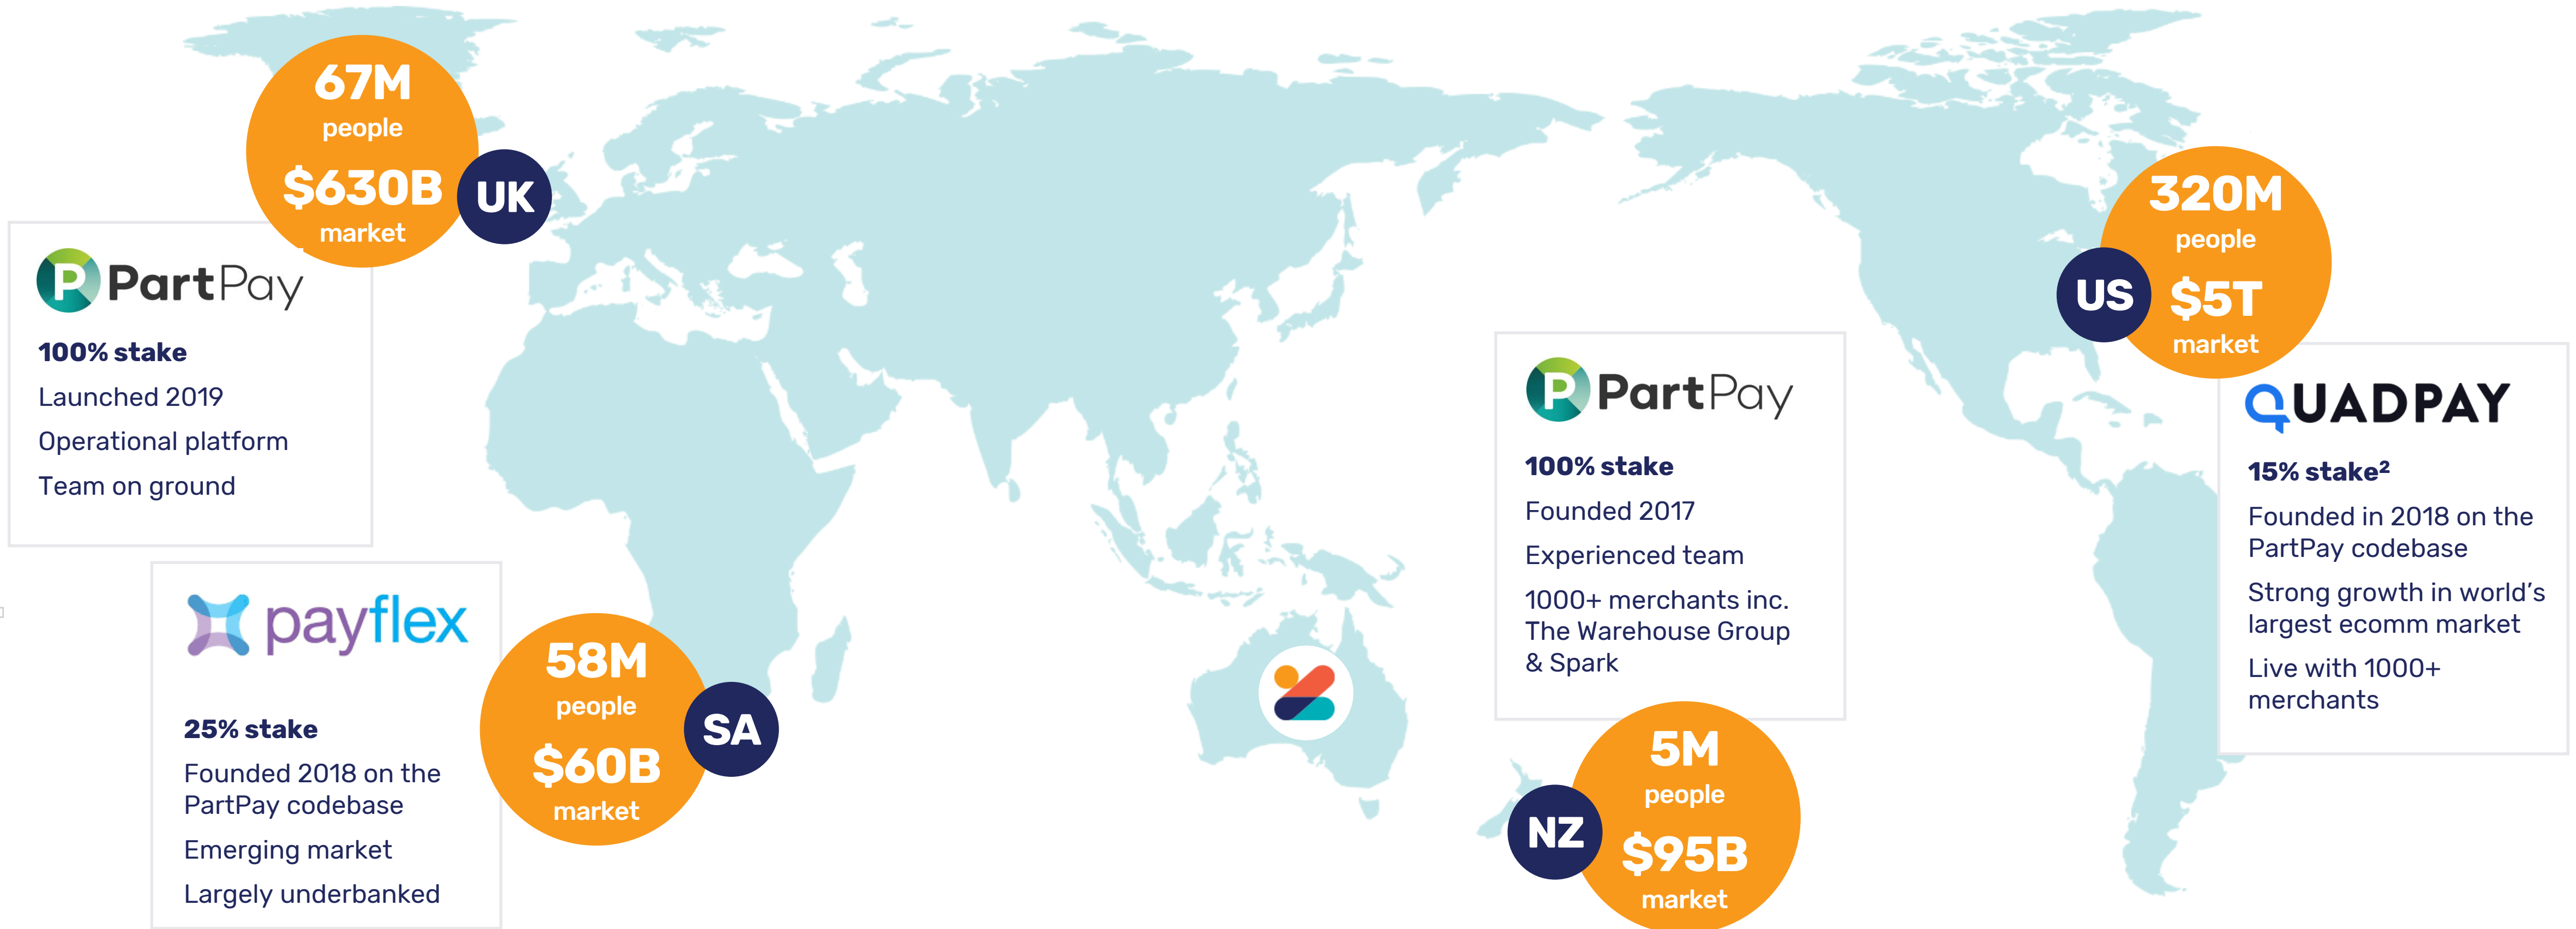 67M
people
$630B
market
UK
PartPay
100% stake
Launched 2019
Operational platform
Team on ground
payflex
25% stake
Founded 2018 on the
PartPay codebase
Emerging market
Largely underbanked
58M
people
$60B
market
SA
PartPay
100% stake
Founded 2017
Experienced team
1000+ merchants inc.
The Warehouse Group
& Spark
5M
people
$95B
market
NZ
320M
people
$5T
market
US
QUADPAY
15% stake²
Founded in 2018 on the
PartPay codebase
Strong growth in world’s
largest ecomm market
Live with 1000+
merchants